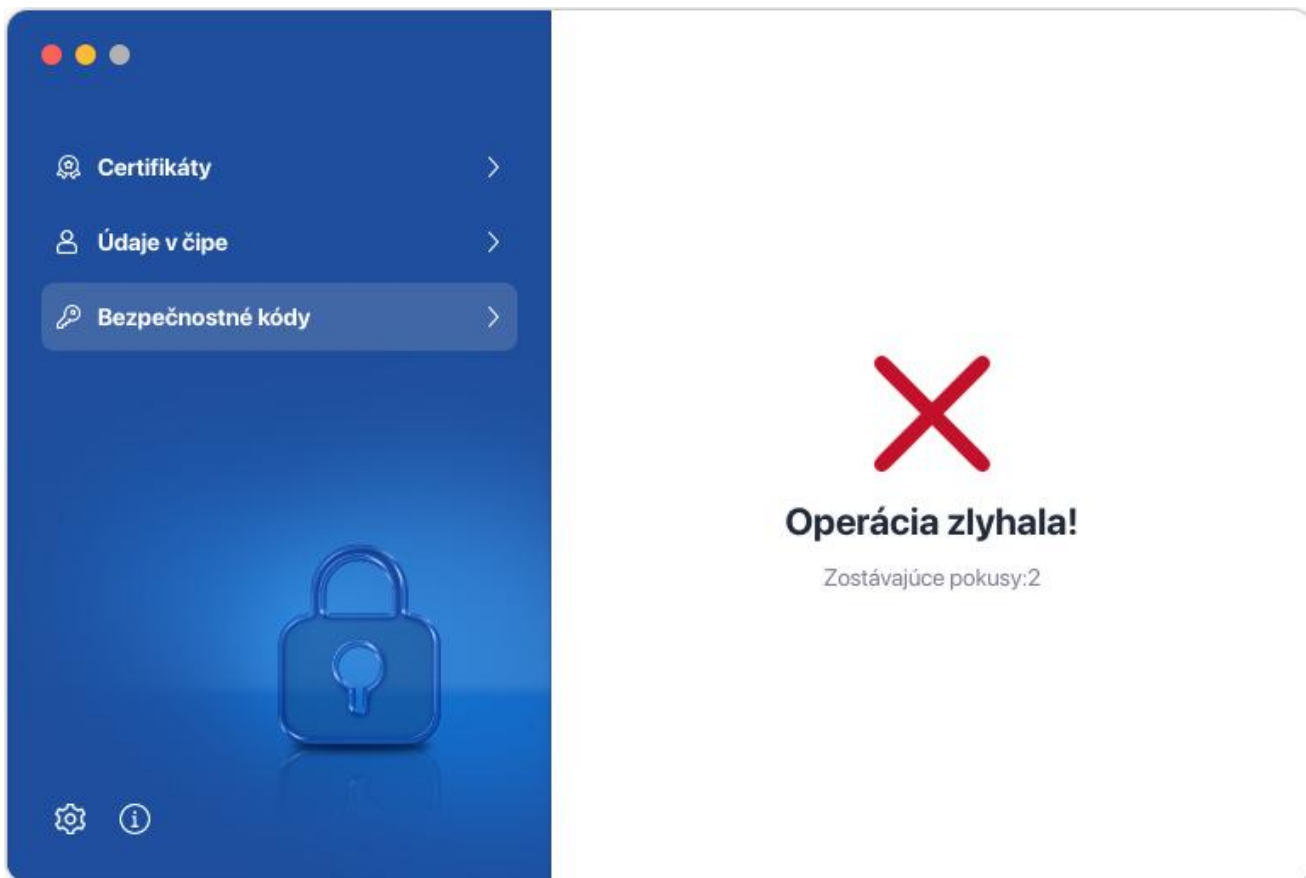 Certifikáty
Údaje v čipe
Bezpečnostné kódy
Operácia zlyhala!
Zostávajúce pokusy:2